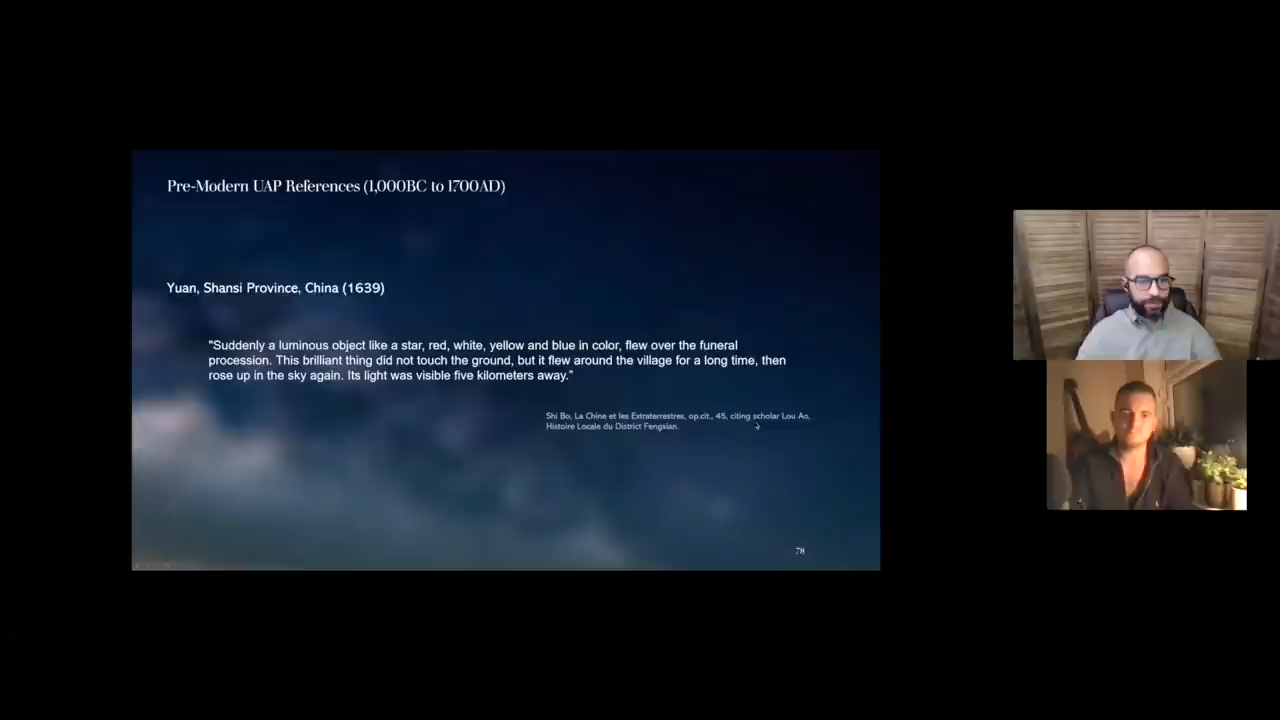 Pre-Modern UAP References (1,000BC to 1700AD)
Yuan, Shansi Province, China (1639)
"Suddenly a luminous object like a star, red, white, yellow and blue in color, flew over the funeral
procession. This brilliant thing did not touch the ground, but it flew around the village for a long time, then
rose up in the sky again. Its light was visible five kilometers away."
Shi Bo, La Chine et les Extraterrestres, op.cit., 45, citing scholar Lou Ao,
Histoire Locale du District Fengxian.
78